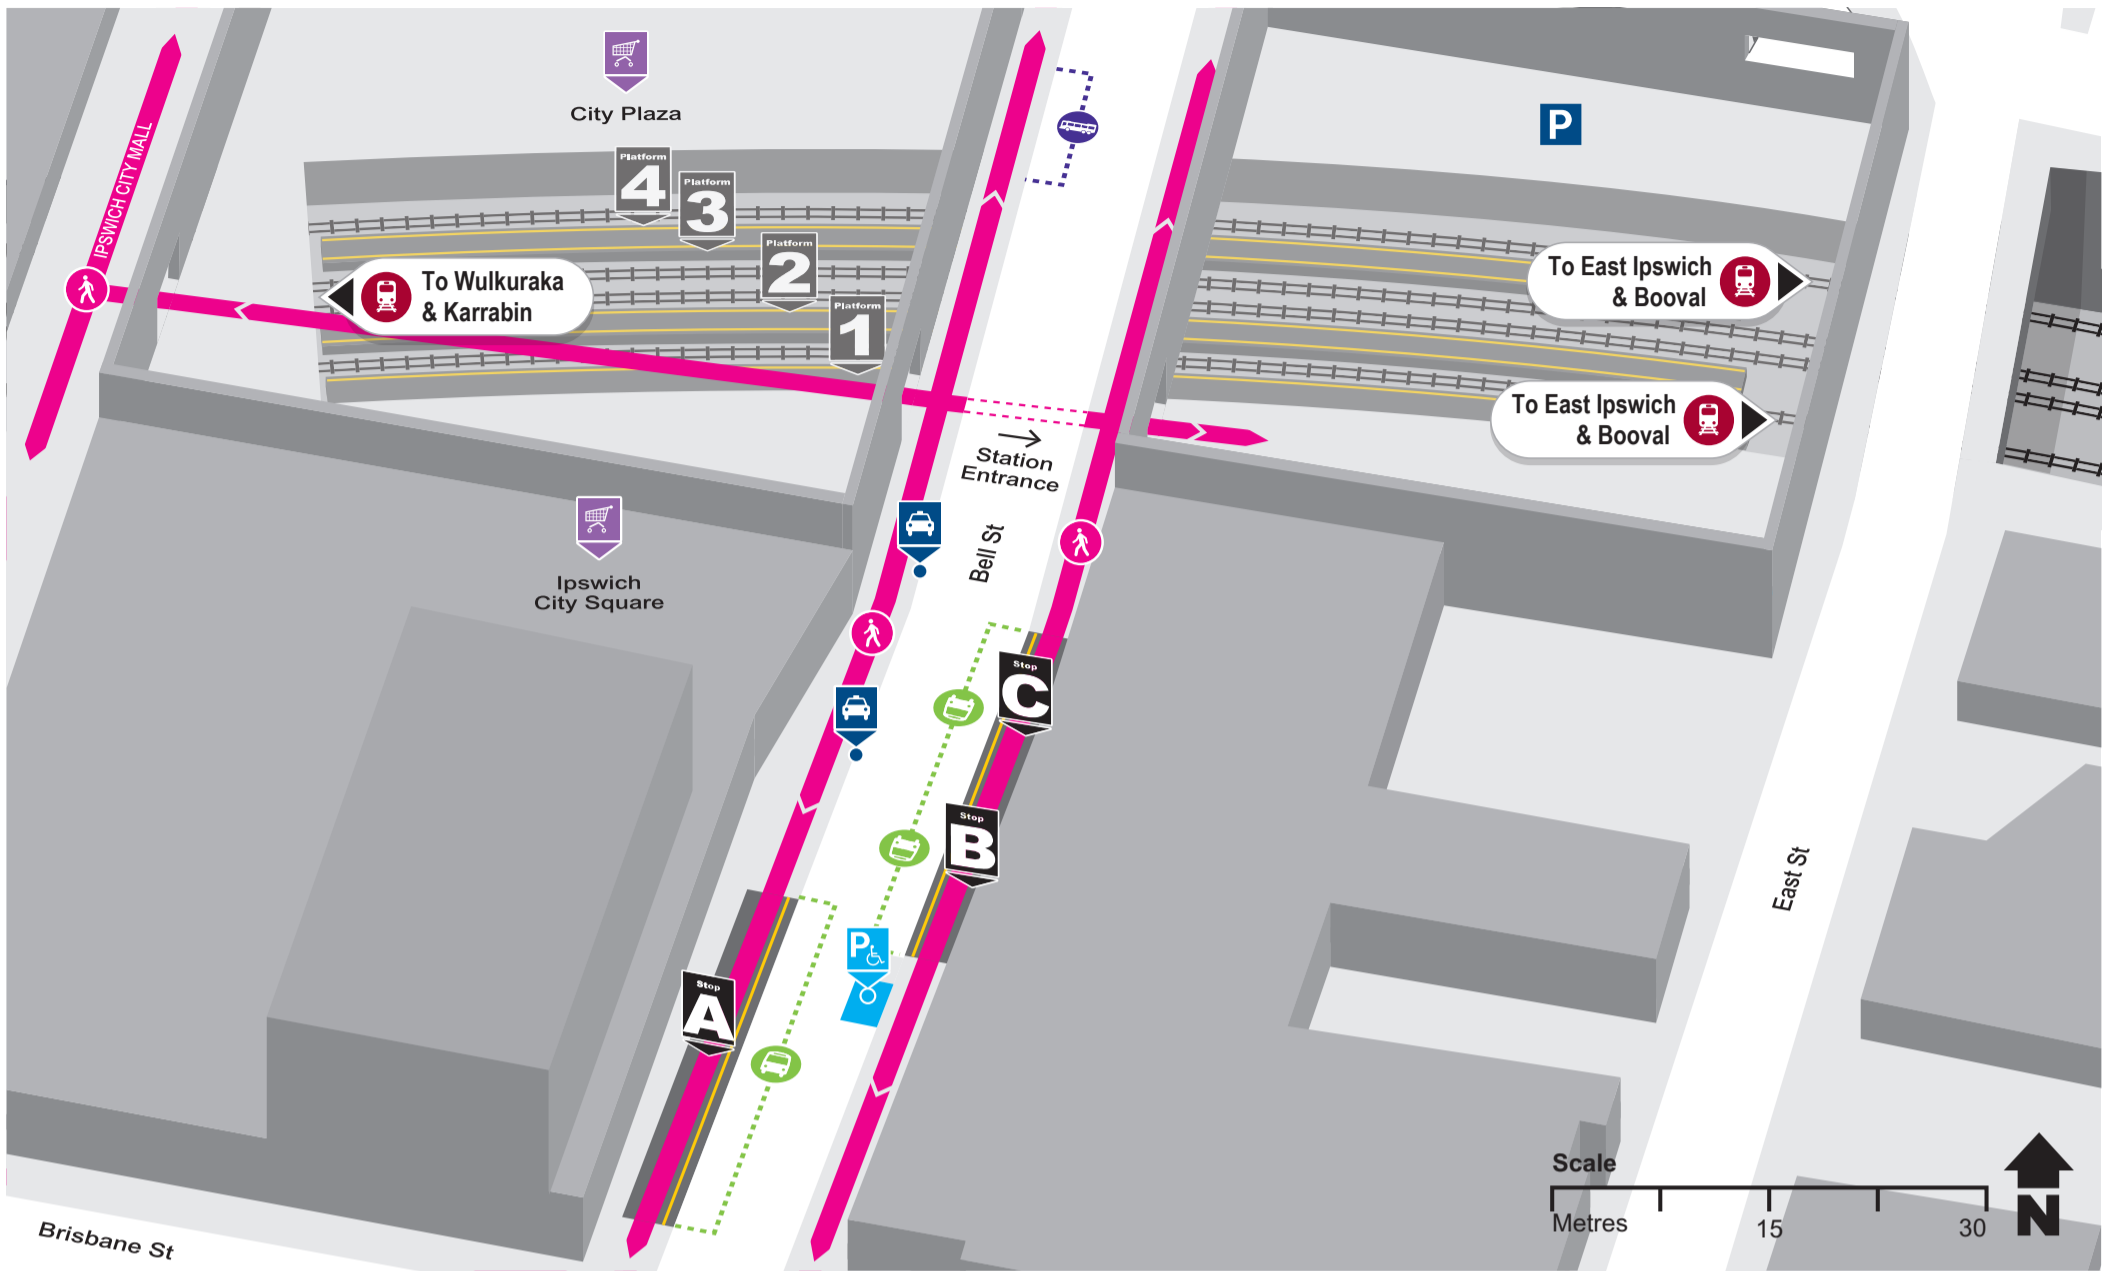 IPSWICH CITY MALL
City Plaza
Platform
4
Platform
3
Platform
2
Platform
1
P
To Wulkuraka
& Karrabin
To East Ipswich
& Booval
To East Ipswich
& Booval
Station
Entrance
Bell St
Ipswich
City Square
Stop
C
Stop
B
P
Stop
A
East St
Brisbane St
Scale
Metres
15
30
N